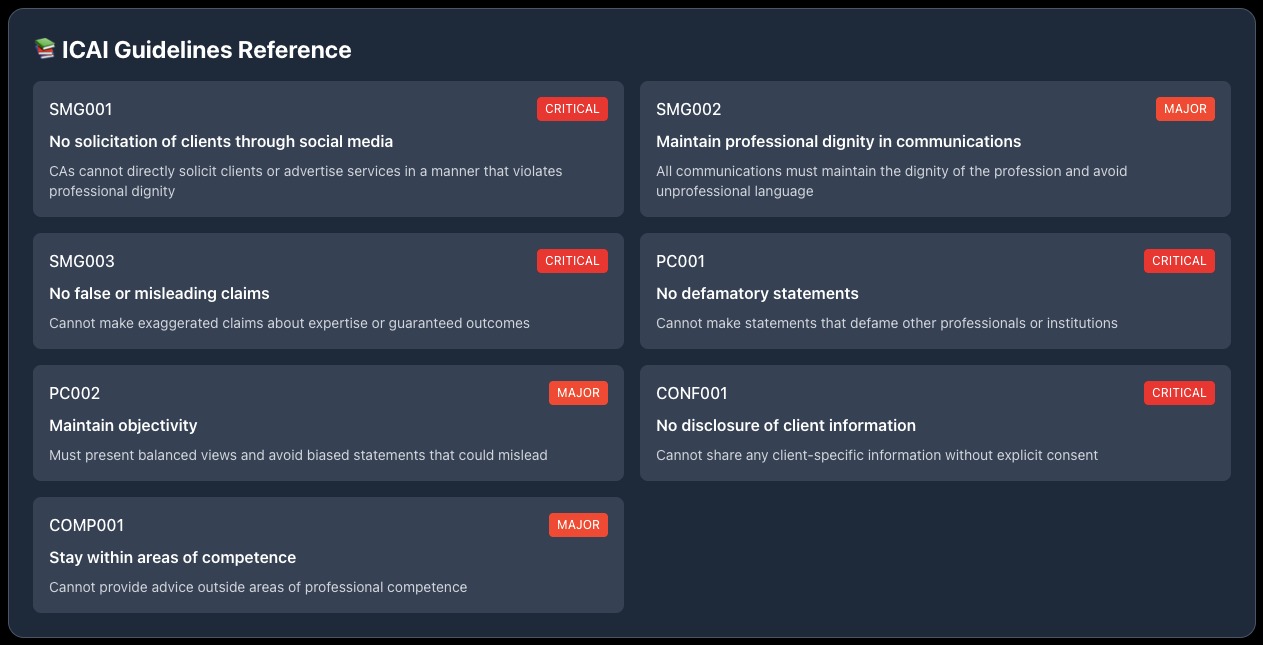 📚 ICAI Guidelines Reference
SMG001
CRITICAL
No solicitation of clients through social media
CAs cannot directly solicit clients or advertise services in a manner that violates
professional dignity
SMG002
MAJOR
Maintain professional dignity in communications
All communications must maintain the dignity of the profession and avoid
unprofessional language
SMG003
CRITICAL
No false or misleading claims
Cannot make exaggerated claims about expertise or guaranteed outcomes
PC001
CRITICAL
No defamatory statements
Cannot make statements that defame other professionals or institutions
PC002
MAJOR
Maintain objectivity
Must present balanced views and avoid biased statements that could mislead
CONF001
CRITICAL
No disclosure of client information
Cannot share any client-specific information without explicit consent
COMP001
MAJOR
Stay within areas of competence
Cannot provide advice outside areas of professional competence